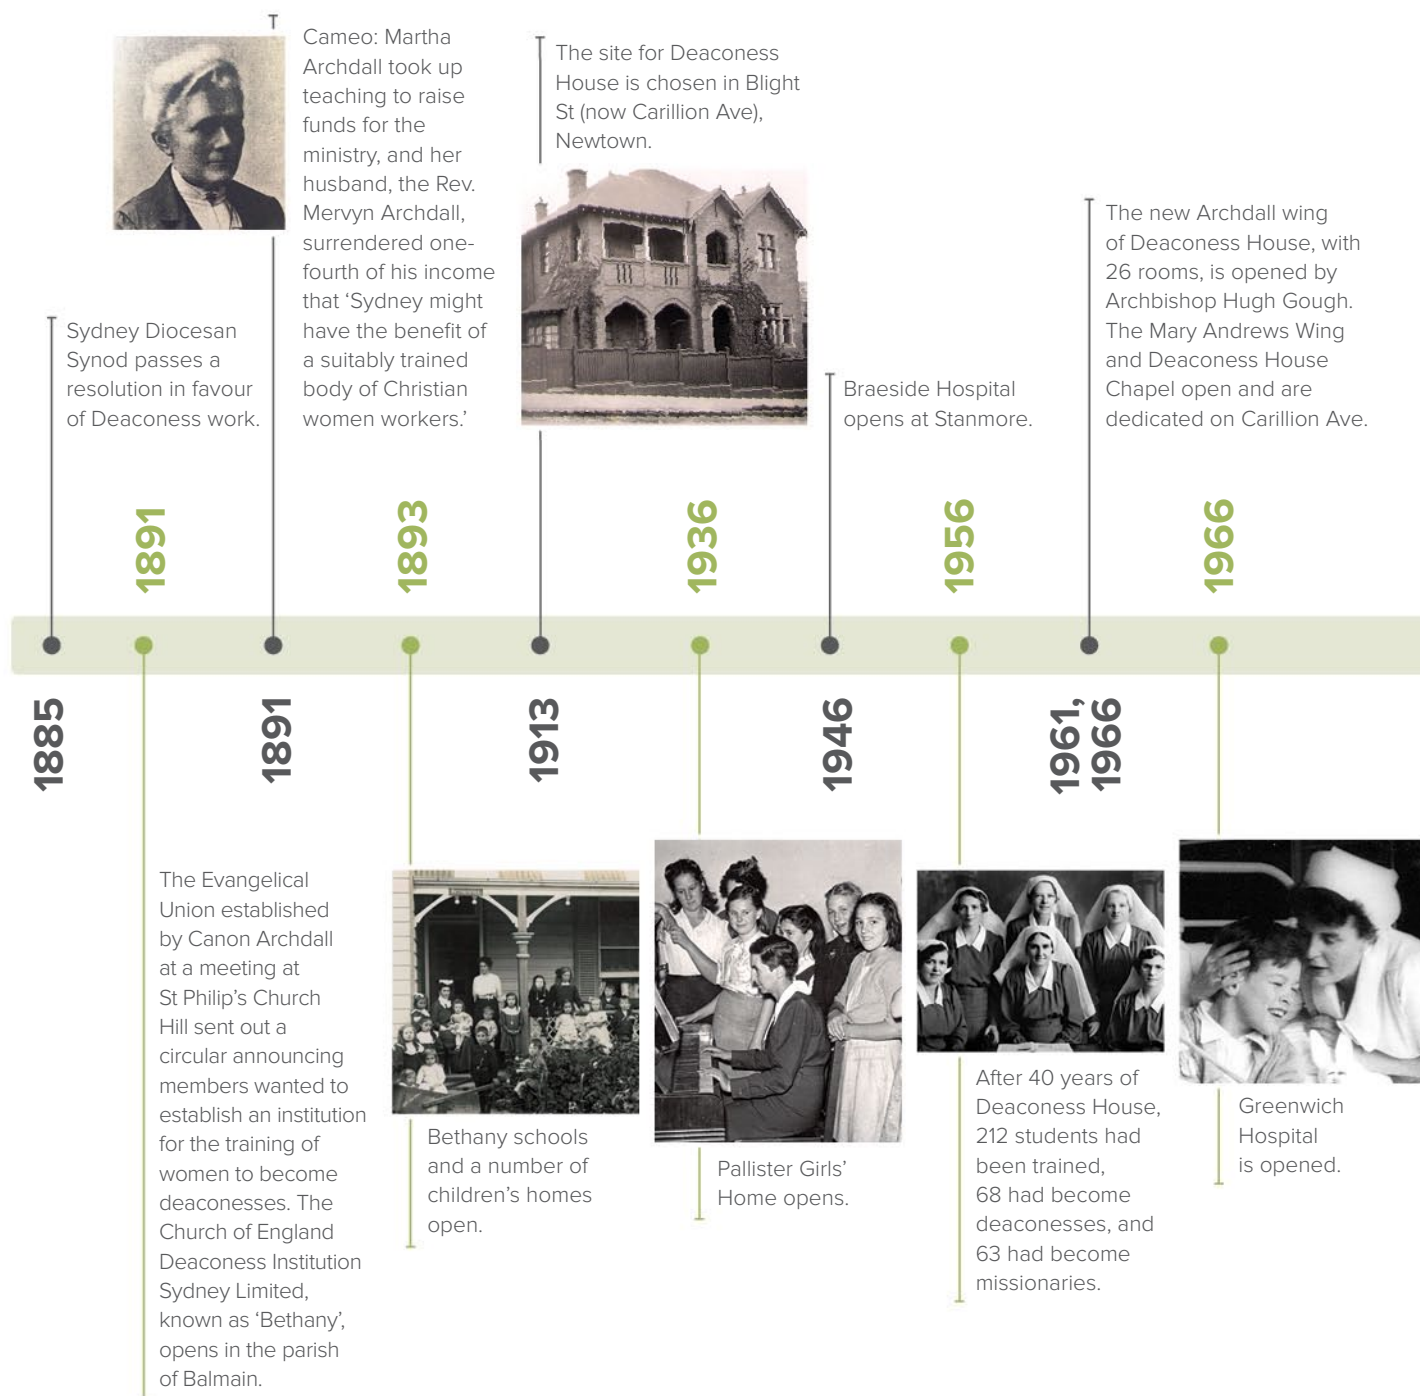 Cameo: Martha
Archdall took up
teaching to raise
funds for the
ministry, and her
husband, the Rev.
Mervyn Archdall,
surrendered one-
fourth of his income
that ‘Sydney might
have the benefit of
a suitably trained
body of Christian
women workers.’
The site for Deaconess
House is chosen in Blight
St (now Carillion Ave),
Newtown.
The new Archdall wing
of Deaconess House, with
26 rooms, is opened by
Archbishop Hugh Gough.
The Mary Andrews Wing
and Deaconess House
Chapel open and are
dedicated on Carillion Ave.
Sydney Diocesan
Synod passes a
resolution in favour
of Deaconess work.
Braeside Hospital
opens at Stanmore.
1891
1893
1936
1956
1966
1885
1891
1913
1946
1961,
1966
The Evangelical
Union established
by Canon Archdall
at a meeting at
St Philip’s Church
Hill sent out a
circular announcing
members wanted to
establish an institution
for the training of
women to become
deaconesses. The
Church of England
Deaconess Institution
Sydney Limited,
known as ‘Bethany’,
opens in the parish
of Balmain.
Bethany schools
and a number of
children’s homes
open.
Pallister Girls’
Home opens.
After 40 years of
Deaconess House,
212 students had
been trained,
68 had become
deaconesses, and
63 had become
missionaries.
Greenwich
Hospital
is opened.